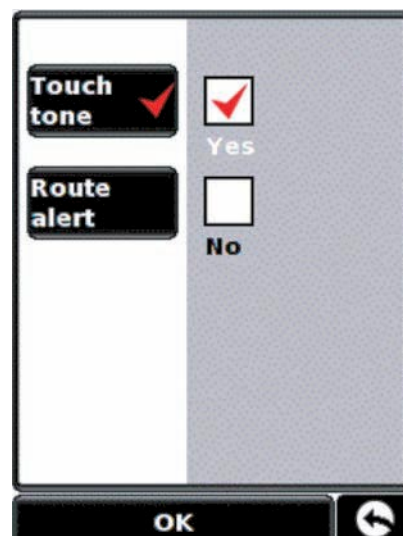 Touch
tone
Yes
Route
alert
No
OK